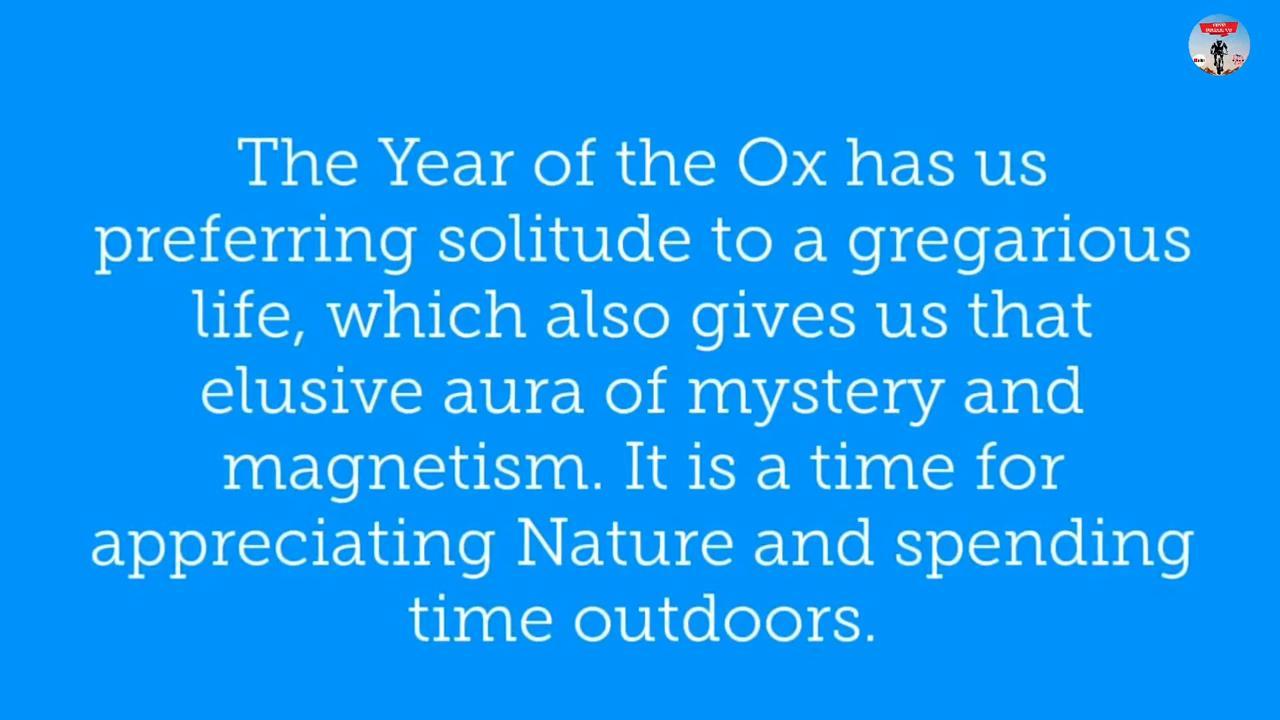 The Year of the Ox has us
preferring solitude to a gregarious
life, which also gives us that
elusive aura of mystery and
magnetism. It is a time for
appreciating Nature and spending
time outdoors.